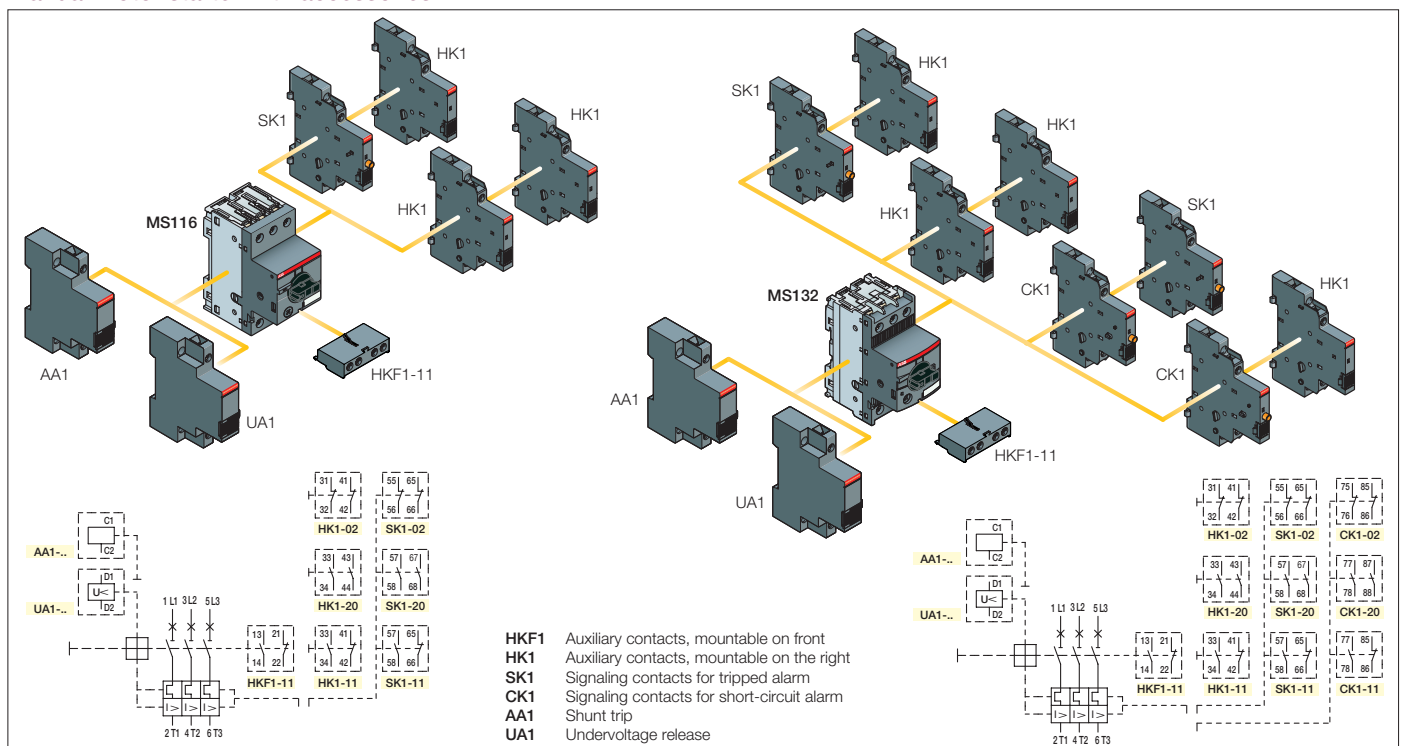 HK1
SK1
HK1
HK1
MS116
AA1
UA1
HKF1-11
HK1
SK1
HK1
HK1
SK1
CK1
HK1
CK1
MS132
AA1
UA1
HKF1-11
31 41
32 42
HK1-02
55 65
56 66
SK1-02
C1
C2
AA1-..
D1
U<
D2
UA1-..
33 43
34 44
HK1-20
57 67
58 68
SK1-20
1 L1 3 L2 5 L3
13 21
14 22
HKF1-11
33 41
34 42
HK1-11
57 65
58 66
SK1-11
I> I> I>
2 T1 4 T2 6 T3
HKF1 Auxiliary contacts, mountable on front
HK1 Auxiliary contacts, mountable on the right
SK1 Signaling contacts for tripped alarm
CK1 Signaling contacts for short-circuit alarm
AA1 Shunt trip
UA1 Undervoltage release
31 41
32 42
HK1-02
55 65
56 66
SK1-02
75 85
76 86
CK1-02
C1
C2
AA1-..
D1
U<
D2
UA1-..
33 43
34 44
HK1-20
57 67
58 68
SK1-20
77 87
78 88
CK1-20
1 L1 3 L2 5 L3
13 21
14 22
HKF1-11
33 41
34 42
HK1-11
57 65
58 66
SK1-11
77 85
78 86
CK1-11
I> I> I>
2 T1 4 T2 6 T3